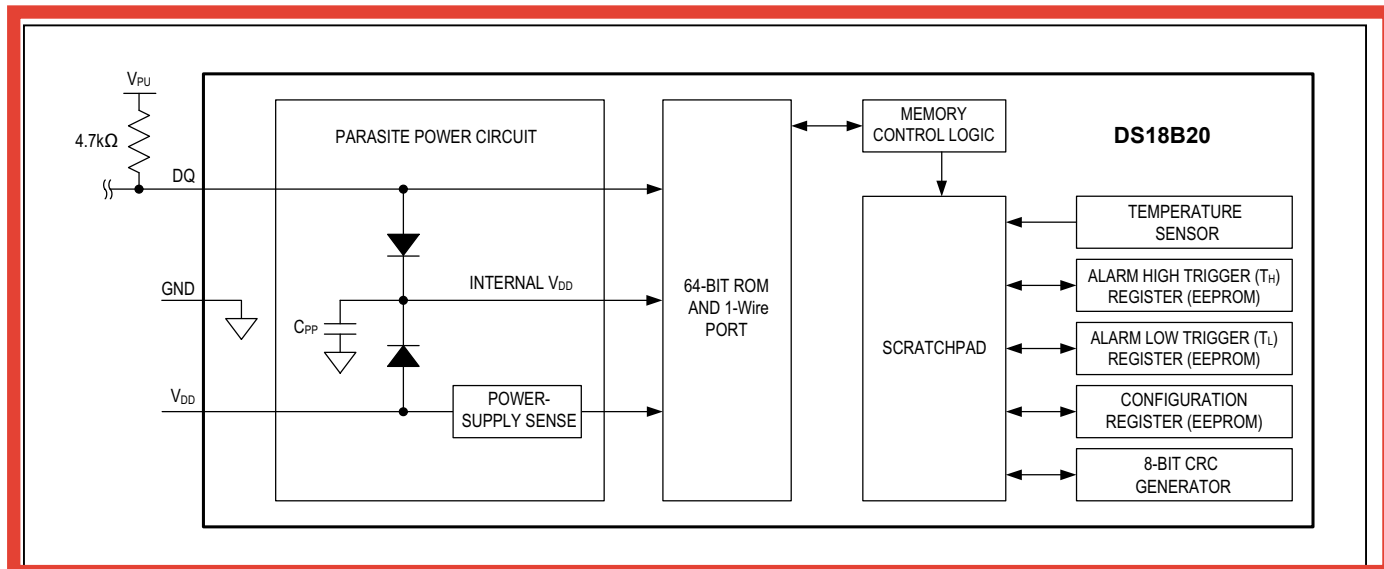 VPU
4.7kΩ
DQ
GND
VDD
PARASITE POWER CIRCUIT
INTERNAL VDD
CPP
POWER-
SUPPLY SENSE
64-BIT ROM
AND 1-Wire
PORT
MEMORY
CONTROL LOGIC
SCRATCHPAD
DS18B20
TEMPERATURE
SENSOR
ALARM HIGH TRIGGER (TH)
REGISTER (EEPROM)
ALARM LOW TRIGGER (TL)
REGISTER (EEPROM)
CONFIGURATION
REGISTER (EEPROM)
8-BIT CRC
GENERATOR